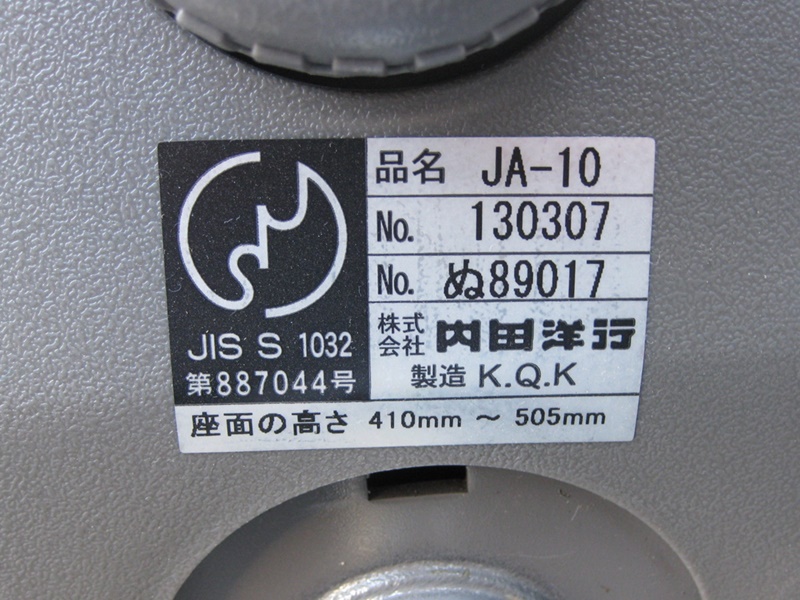 品名 JA-10
No. 130307
No. ぬ89017
株式会社 内田洋行
製造 K.Q.K
JIS S 1032
第887044号
座面の高さ 410mm ～ 505mm